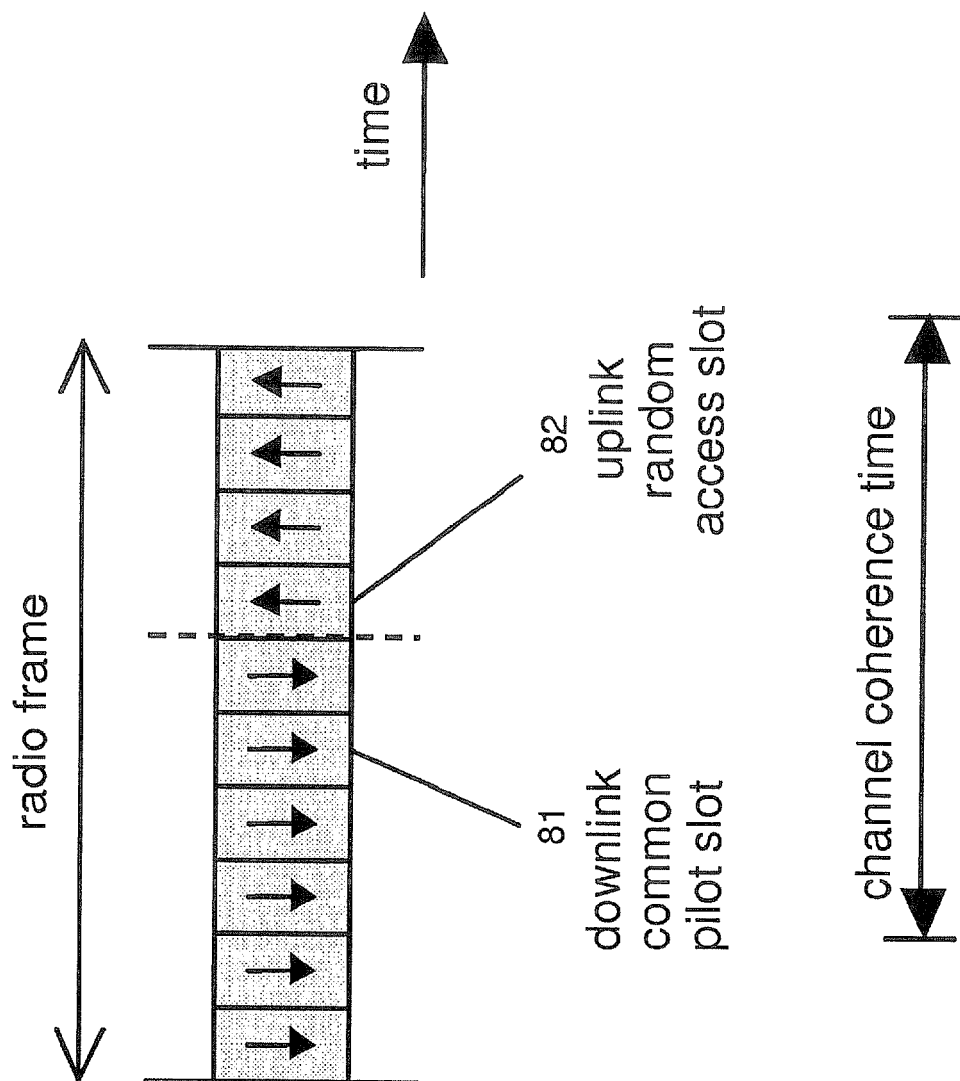 radio frame
time
81
downlink
common
pilot slot
82
uplink
random
access slot
channel coherence time